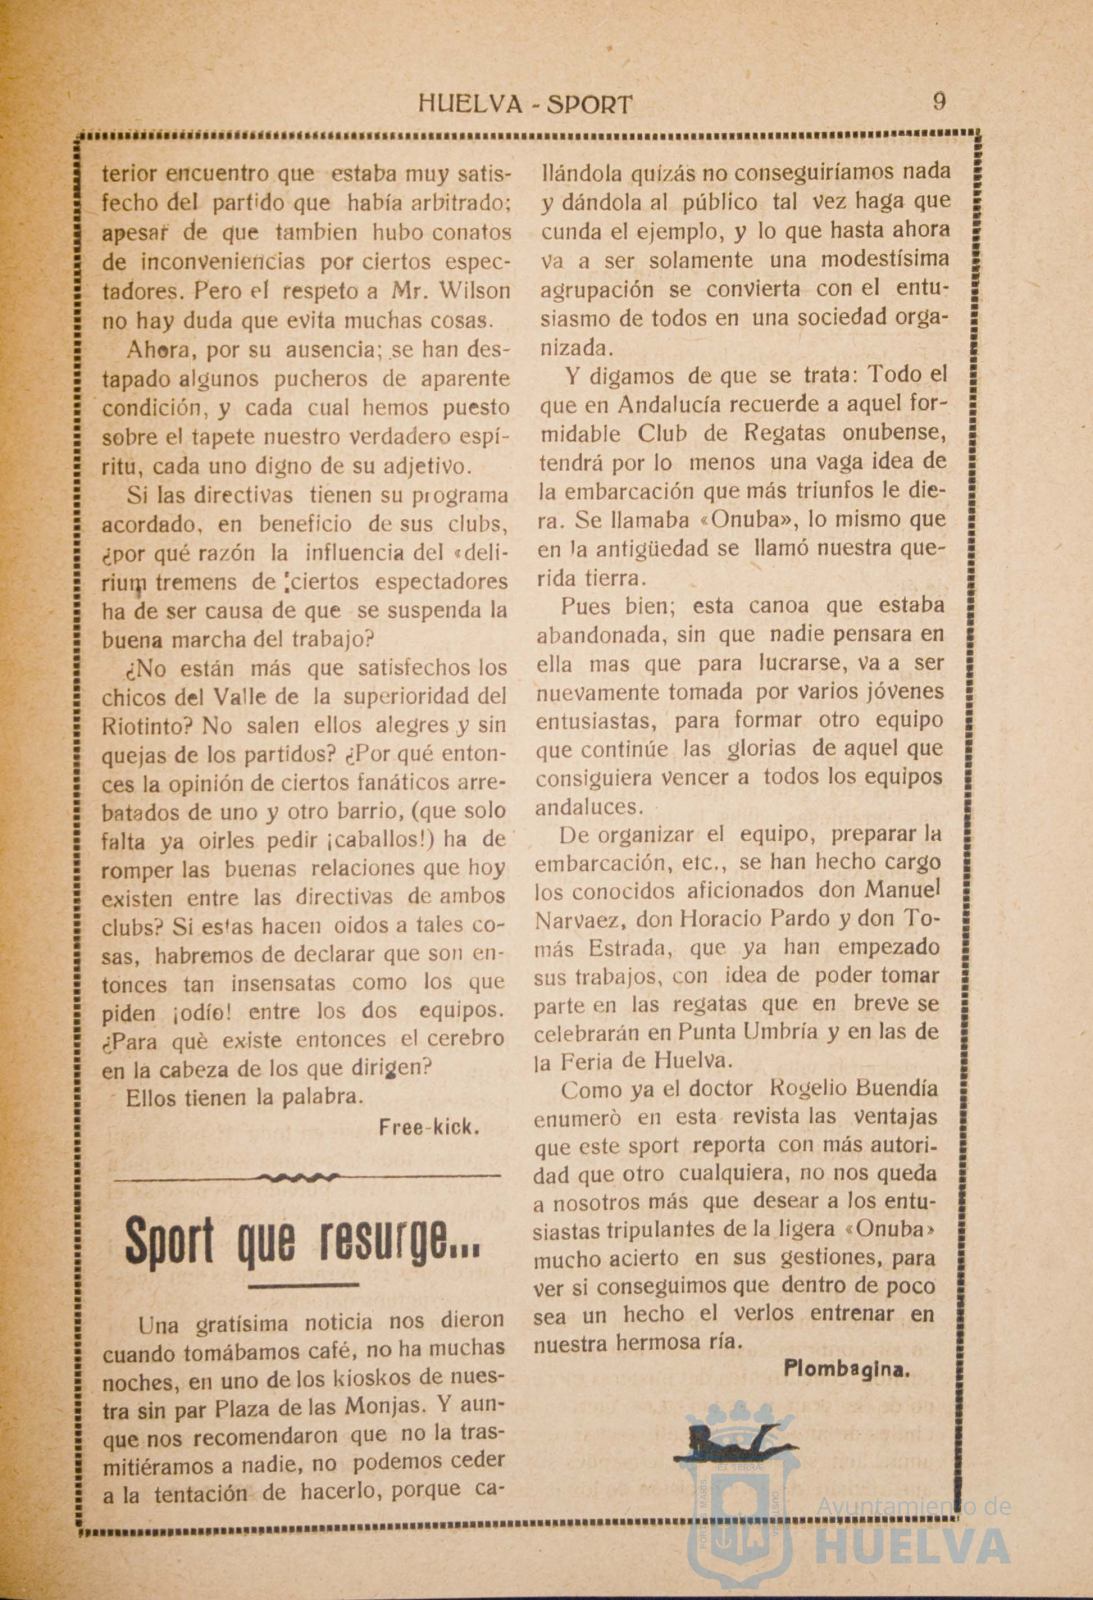 HUELVA - SPORT
9
terior encuentro que estaba muy satis-
fecho del partido que había arbitrado;
apesar de que tambien hubo conatos
de inconveniencias por ciertos espec-
tadores. Pero el respeto a Mr. Wilson
no hay duda que evita muchas cosas.
Ahora, por su ausencia; se han des-
tapado algunos pucheros de aparente
condición, y cada cual hemos puesto
sobre el tapete nuestro verdadero espí-
ritu, cada uno digno de su adjetivo.
Si las directivas tienen su programa
acordado, en beneficio de sus clubs,
¿por qué razón la influencia del «deli-
rium tremens de ciertos espectadores
ha de ser causa de que se suspenda la
buena marcha del trabajo?
¿No están más que satisfechos los
chicos del Valle de la superioridad del
Riotinto? No salen ellos alegres y sin
quejas de los partidos? ¿Por qué enton-
ces la opinión de ciertos fanáticos arre-
batados de uno y otro barrio, (que solo
falta ya oirles pedir ¡caballos!) ha de
romper las buenas relaciones que hoy
existen entre las directivas de ambos
clubs? Si estas hacen oidos a tales co-
sas, habremos de declarar que son en-
tonces tan insensatas como los que
piden ¡odío! entre los dos equipos.
¿Para què existe entonces el cerebro
en la cabeza de los que dirigen?
Ellos tienen la palabra.
Free-kick.
Sport que resurge...
Una gratísima noticia nos dieron
cuando tomábamos café, no ha muchas
noches, en uno de los kioskos de nues-
tra sin par Plaza de las Monjas. Y aun-
que nos recomendaron que no la tras-
mitiéramos a nadie, no podemos ceder
a la tentación de hacerlo, porque ca-
llándola quizás no conseguiríamos nada
y dándola al público tal vez haga que
cunda el ejemplo, y lo que hasta ahora
va a ser solamente una modestísima
agrupación se convierta con el entu-
siasmo de todos en una sociedad orga-
nizada.
Y digamos de que se trata: Todo el
que en Andalucía recuerde a aquel for-
midable Club de Regatas onubense,
tendrá por lo menos una vaga idea de
la embarcación que más triunfos le die-
ra. Se llamaba «Onuba», lo mismo que
en la antigüedad se llamó nuestra que-
rida tierra.
Pues bien; esta canoa que estaba
abandonada, sin que nadie pensara en
ella mas que para lucrarse, va a ser
nuevamente tomada por varios jóvenes
entusiastas, para formar otro equipo
que continúe las glorias de aquel que
consiguiera vencer a todos los equipos
andaluces.
De organizar el equipo, preparar la
embarcación, etc., se han hecho cargo
los conocidos aficionados don Manuel
Narvaez, don Horacio Pardo y don To-
más Estrada, que ya han empezado
sus trabajos, con idea de poder tomar
parte en las regatas que en breve se
celebrarán en Punta Umbría y en las de
la Feria de Huelva.
Como ya el doctor Rogelio Buendía
enumerò en esta revista las ventajas
que este sport reporta con más autori-
dad que otro cualquiera, no nos queda
a nosotros más que desear a los entu-
siastas tripulantes de la ligera «Onuba»
mucho acierto en sus gestiones, para
ver si conseguimos que dentro de poco
sea un hecho el verlos entrenar en
nuestra hermosa ría.
Plombagina.
Ayuntamiento de
HUELVA